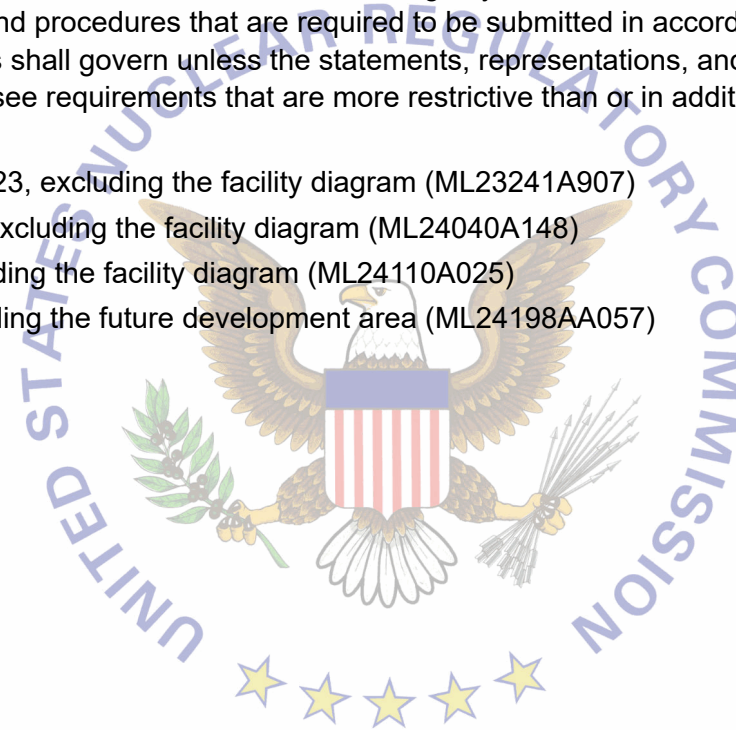 nd procedures that are required to be submitted in accord
s shall govern unless the statements, representations, and
see requirements that are more restrictive than or in addit
23, excluding the facility diagram (ML23241A907)
xcluding the facility diagram (ML24040A148)
ding the facility diagram (ML24110A025)
ling the future development area (ML24198AA057)
UNITED STATES NUCLEAR REGULATORY COMMISSION